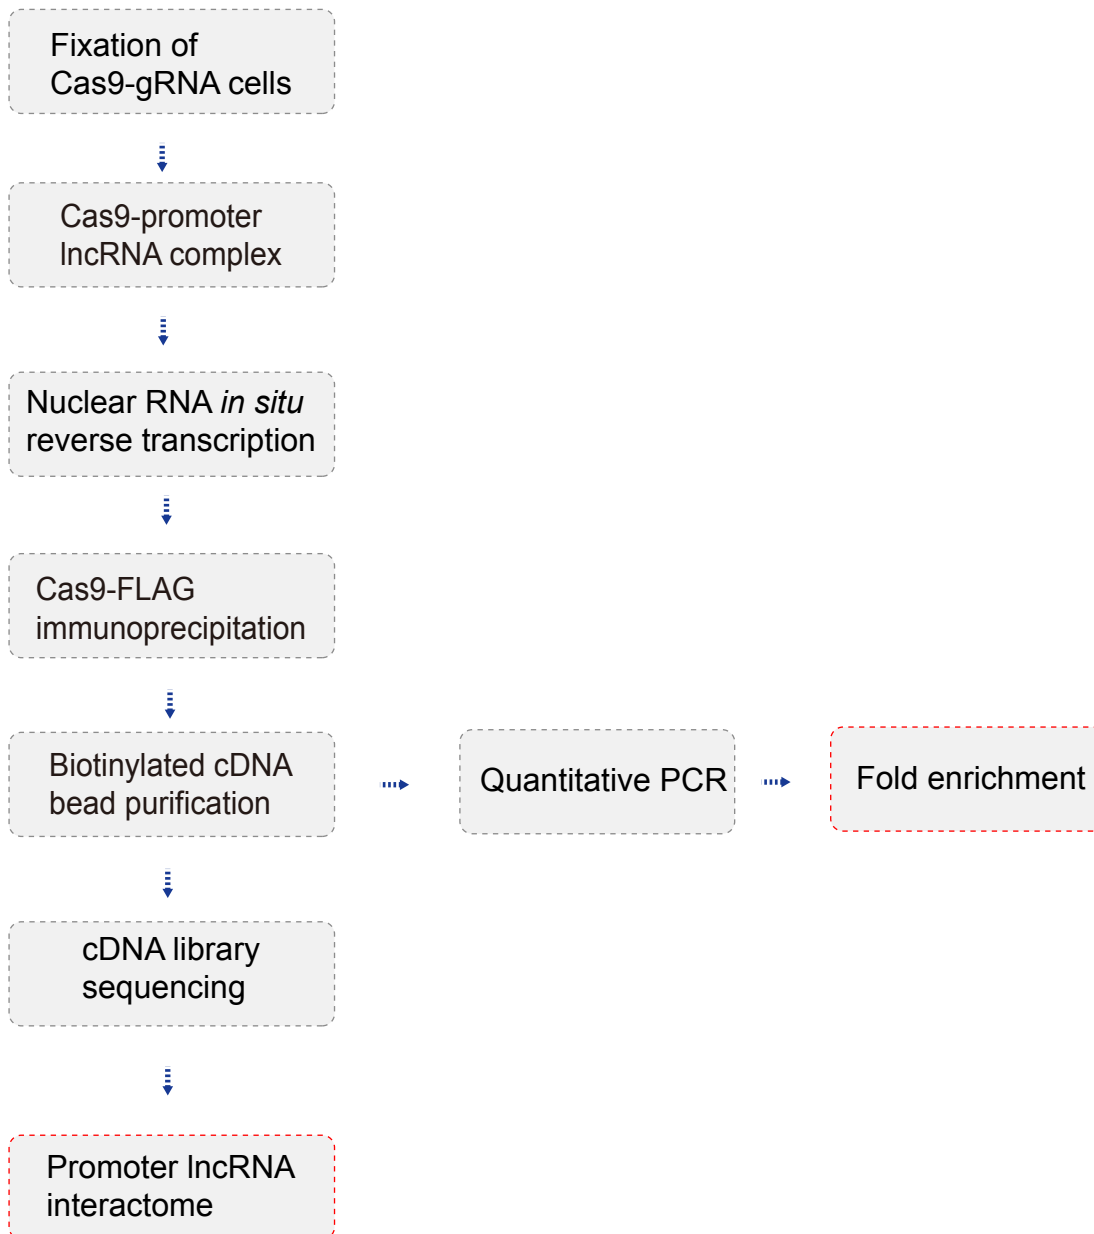 Fixation of
Cas9-gRNA cells
Cas9-promoter
lncRNA complex
Nuclear RNA in situ
reverse transcription
Cas9-FLAG
immunoprecipitation
Biotinylated cDNA
bead purification
Quantitative PCR
Fold enrichment
cDNA library
sequencing
Promoter lncRNA
interactome